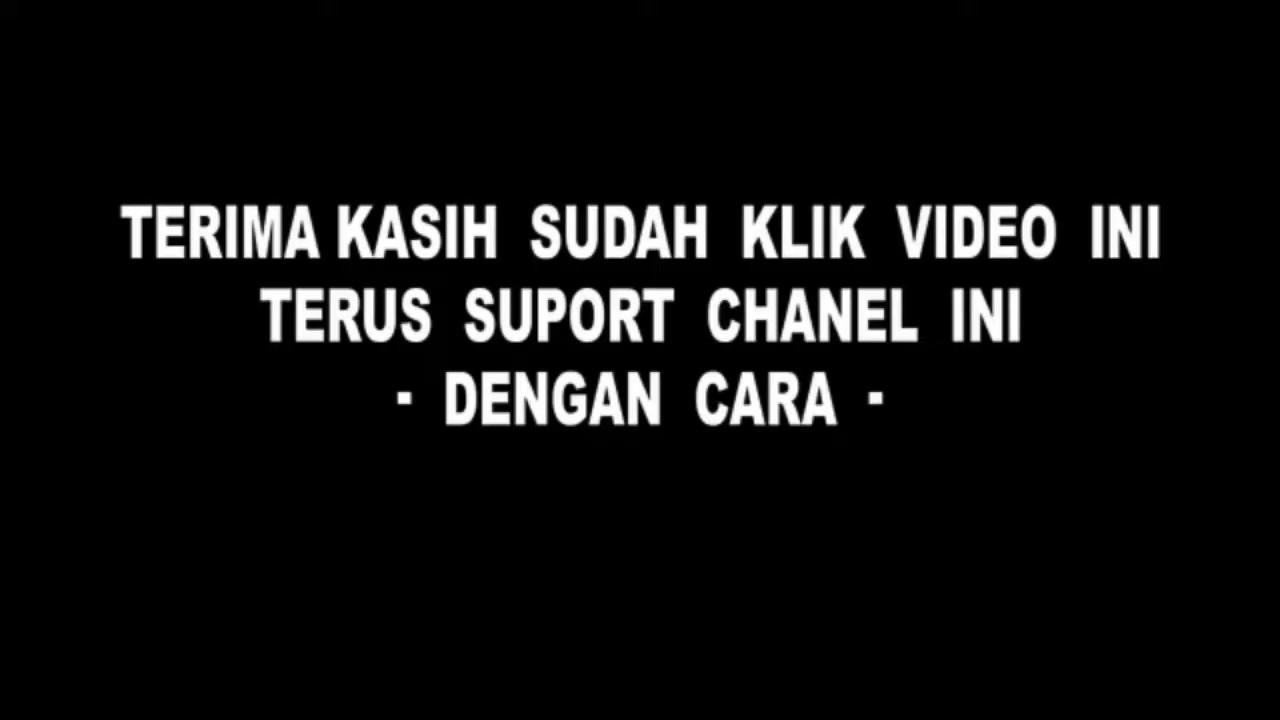 TERIMA KASIH SUDAH KLIK VIDEO INI
TERUS SUPORT CHANEL INI
- DENGAN CARA -